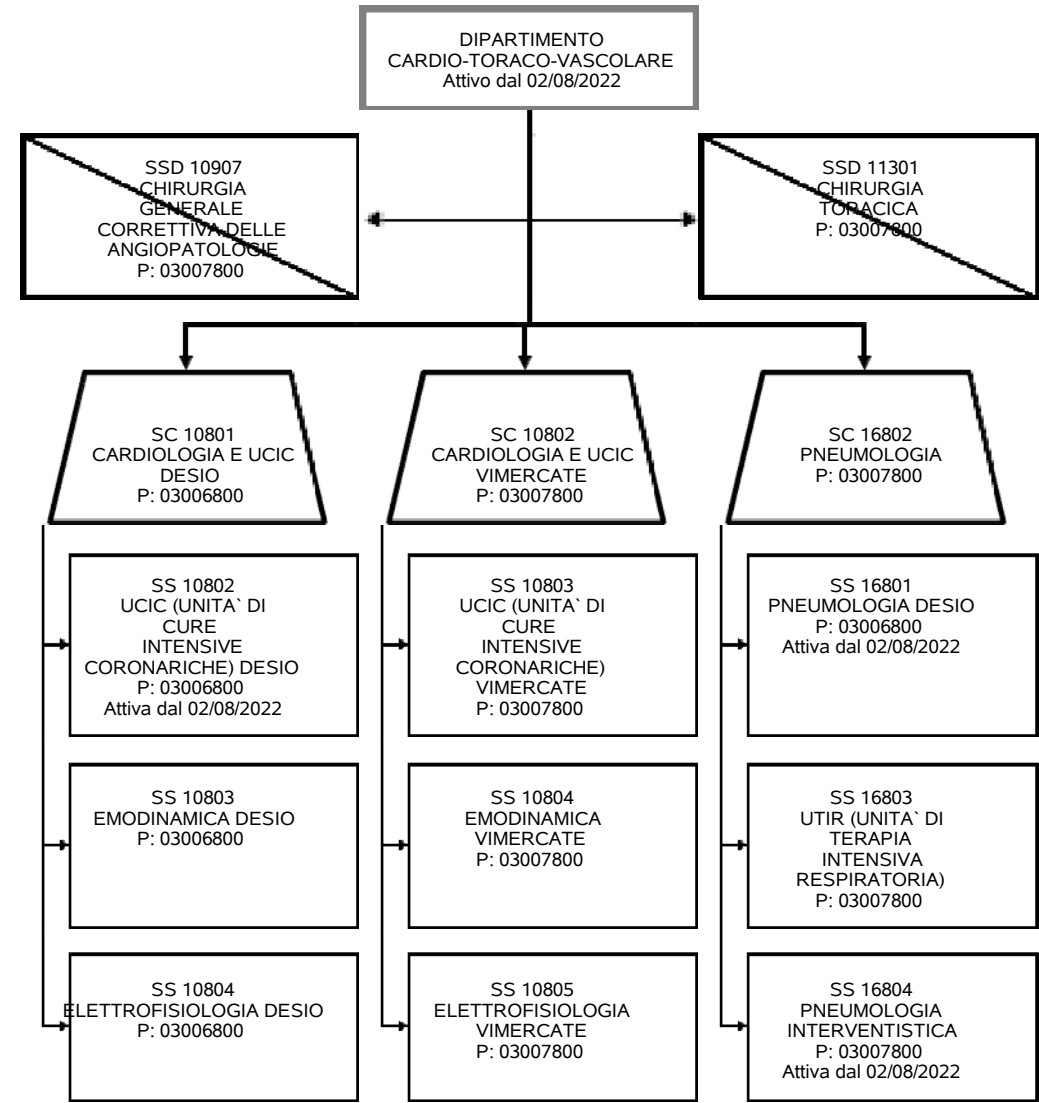 DIPARTIMENTO
CARDIO-TORACO-VASCOLARE
Attivo dal 02/08/2022
SSD 10907
CHIRURGIA
GENERALE
CORRETTIVA DELLE
ANGIOPATOLOGIE
P: 03007800
SSD 11301
CHIRURGIA
TORACICA
P: 03007800
SC 10801
CARDIOLOGIA E UCIC
DESIO
P: 03006800
SC 10802
CARDIOLOGIA E UCIC
VIMERCATE
P: 03007800
SC 16802
PNEUMOLOGIA
P: 03007800
SS 10802
UCIC (UNITA` DI
CURE
INTENSIVE
CORONARICHE) DESIO
P: 03006800
Attiva dal 02/08/2022
SS 10803
UCIC (UNITA` DI
CURE
INTENSIVE
CORONARICHE)
VIMERCATE
P: 03007800
SS 16801
PNEUMOLOGIA DESIO
P: 03006800
Attiva dal 02/08/2022
SS 10803
EMODINAMICA DESIO
P: 03006800
SS 10804
EMODINAMICA
VIMERCATE
P: 03007800
SS 16803
UTIR (UNITA` DI
TERAPIA
INTENSIVA
RESPIRATORIA)
P: 03007800
SS 10804
ELETTROFISIOLOGIA DESIO
P: 03006800
SS 10805
ELETTROFISIOLOGIA
VIMERCATE
P: 03007800
SS 16804
PNEUMOLOGIA
INTERVENTISTICA
P: 03007800
Attiva dal 02/08/2022